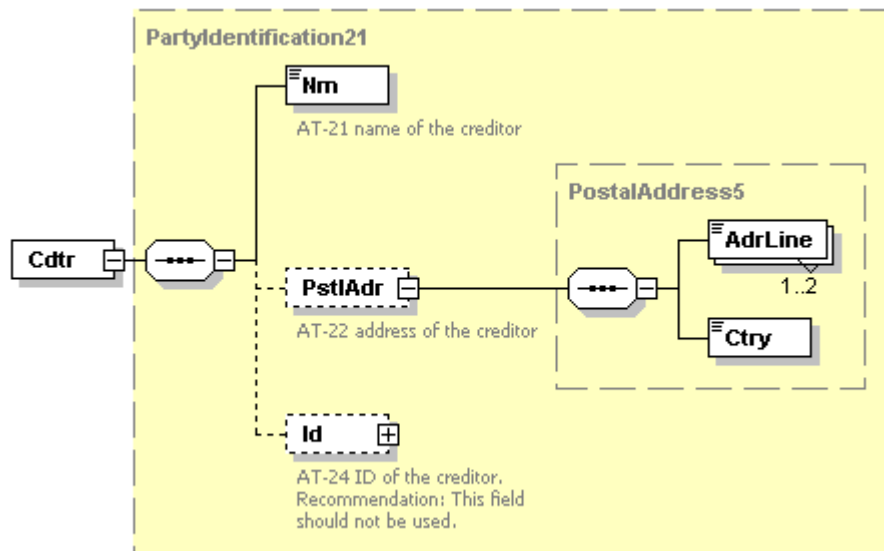 PartyIdentification21
Nm
AT-21 name of the creditor
PostalAddress5
AdrLine
1..2
Cdtr
PstlAdr
AT-22 address of the creditor
Ctry
Id
AT-24 ID of the creditor.
Recommendation: This field
should not be used.